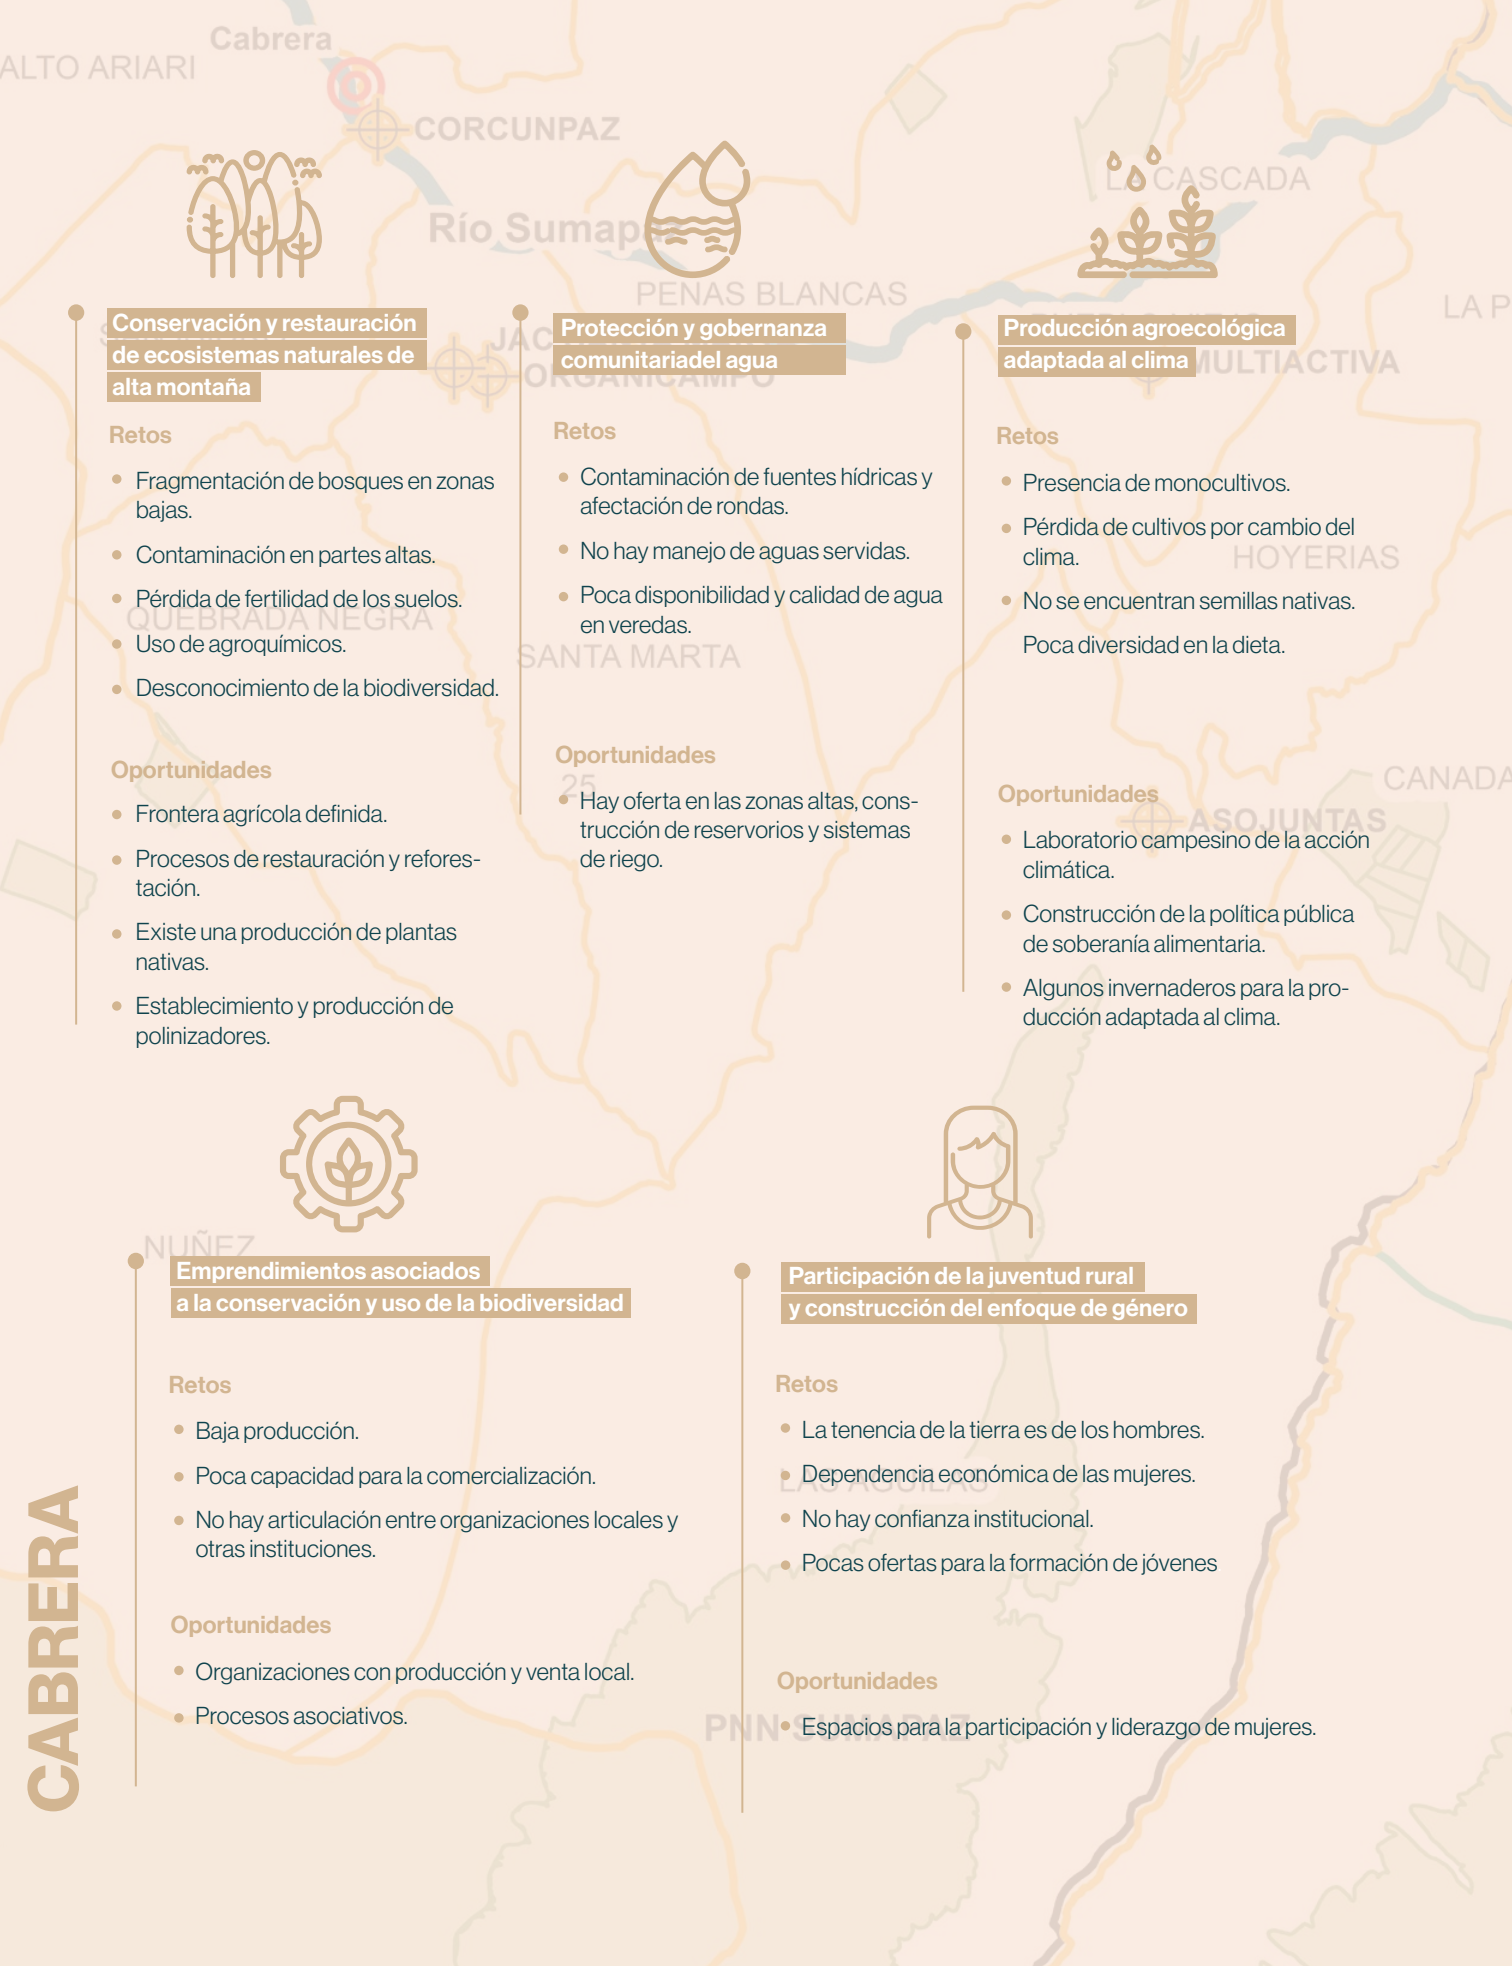 Cabrera
ALTO ARIARI
CORCUNPAZ
LA CASCADA
Río Sumapaz
PENAS BLANCAS
LA P
MULTIACTIVA
ORGANICAMPO
Conservación y restauración
de ecosistemas naturales de
alta montaña
Retos
Fragmentación de bosques en zonas
bajas.
Contaminación en partes altas.
Pérdida de fertilidad de los suelos.
Uso de agroquímicos.
Desconocimiento de la biodiversidad.
Oportunidades
Frontera agrícola definida.
Procesos de restauración y refores-
tación.
Existe una producción de plantas
nativas.
Establecimiento y producción de
polinizadores.
Protección y gobernanza
comunitariadel agua
Retos
Contaminación de fuentes hídricas y
afectación de rondas.
No hay manejo de aguas servidas.
Poca disponibilidad y calidad de agua
en veredas.
Oportunidades
Hay oferta en las zonas altas, cons-
trucción de reservorios y sistemas
de riego.
Producción agroecológica
adaptada al clima
Retos
Presencia de monocultivos.
Pérdida de cultivos por cambio del
clima.
No se encuentran semillas nativas.
Poca diversidad en la dieta.
Oportunidades
Laboratorio campesino de la acción
climática.
Construcción de la política pública
de soberanía alimentaria.
Algunos invernaderos para la pro-
ducción adaptada al clima.
HOYERIAS
QUEBRADA NEGRA
SANTA MARTA
25
CANADA
ASOJUNTAS
NUÑEZ
Emprendimientos asociados
a la conservación y uso de la biodiversidad
Retos
Baja producción.
Poca capacidad para la comercialización.
No hay articulación entre organizaciones locales y
otras instituciones.
Oportunidades
Organizaciones con producción y venta local.
Procesos asociativos.
Participación de la juventud rural
y construcción del enfoque de género
Retos
La tenencia de la tierra es de los hombres.
Dependencia económica de las mujeres.
No hay confianza institucional.
Pocas ofertas para la formación de jóvenes
Oportunidades
Espacios para la participación y liderazgo de mujeres.
LAS AGUILAS
PNN SUMAPAZ
CABRERA